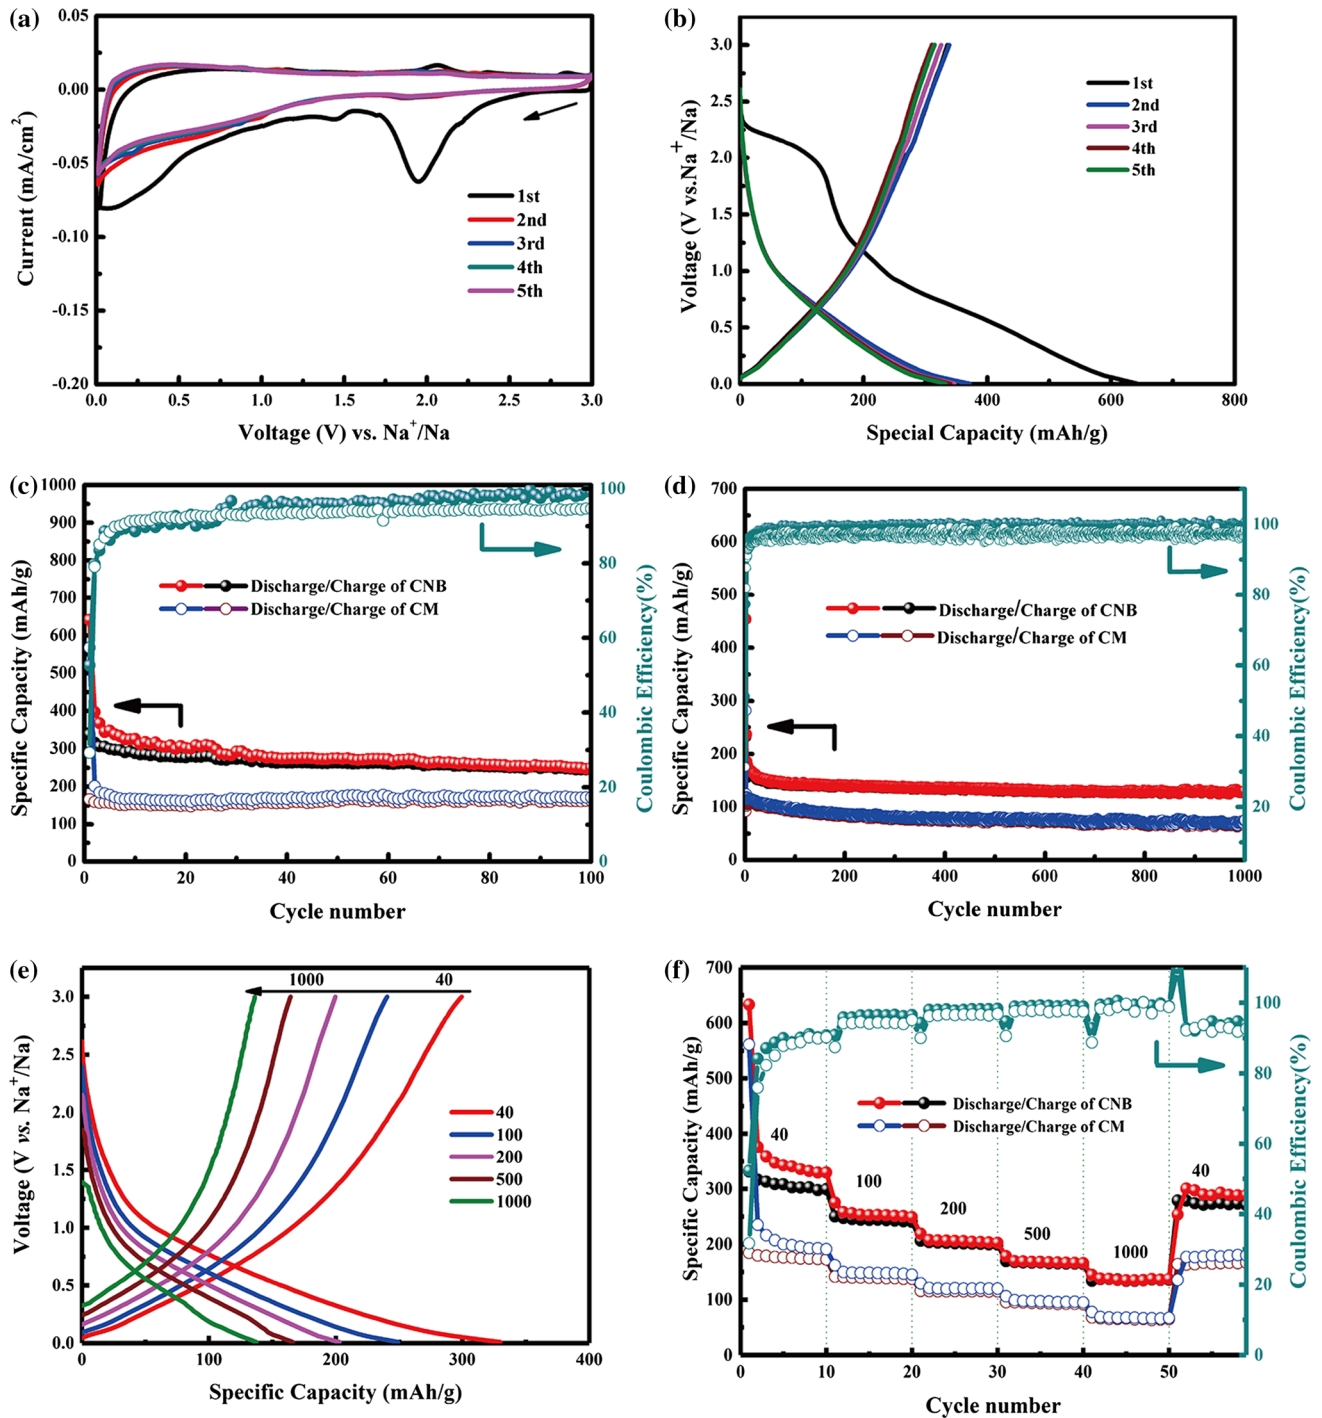 (a)
0.05
0.00
-0.05
-0.10
-0.15
-0.20
Current (mA/cm²)
1st
2nd
3rd
4th
5th
0.0 0.5 1.0 1.5 2.0 2.5 3.0
Voltage (V) vs. Na⁺/Na
(b)
3.0
2.5
2.0
1.5
1.0
0.5
0.0
Voltage (V vs.Na⁺/Na)
1st
2nd
3rd
4th
5th
0 200 400 600 800
Special Capacity (mAh/g)
(c)
1000
900
800
700
600
500
400
300
200
100
0
Specific Capacity (mAh/g)
Discharge/Charge of CNB
Discharge/Charge of CM
100
80
60
40
20
0
Coulombic Efficiency(%)
0 20 40 60 80 100
Cycle number
(d)
700
600
500
400
300
200
100
0
Specific Capacity (mAh/g)
Discharge/Charge of CNB
Discharge/Charge of CM
100
80
60
40
20
Coulombic Efficiency(%)
0 200 400 600 800 1000
Cycle number
(e)
3.0
2.5
2.0
1.5
1.0
0.5
0.0
Voltage (V vs. Na⁺/Na)
1000 40
40
100
200
500
1000
0 100 200 300 400
Specific Capacity (mAh/g)
(f)
700
600
500
400
300
200
100
0
Specific Capacity (mAh/g)
Discharge/Charge of CNB
Discharge/Charge of CM
40
100
200
500
1000
40
100
80
60
40
20
0
Coulombic Efficiency(%)
0 10 20 30 40 50
Cycle number